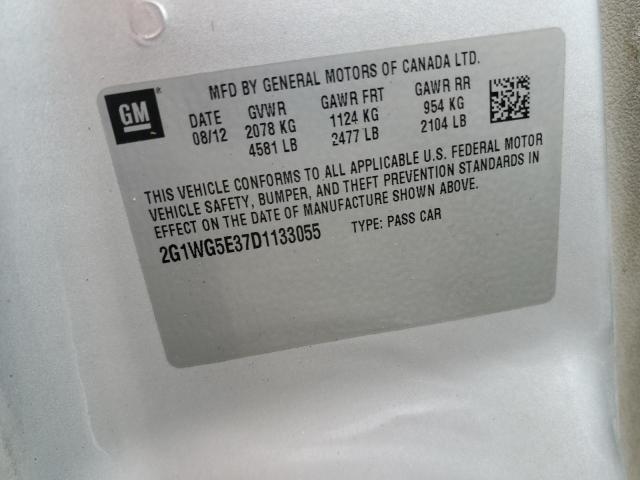 MFD BY GENERAL MOTORS OF CANADA LTD.
GM
DATE GVWR GAWR FRT GAWR RR
08/12 2078 KG 1124 KG 954 KG
4581 LB 2477 LB 2104 LB
THIS VEHICLE CONFORMS TO ALL APPLICABLE U.S. FEDERAL MOTOR
VEHICLE SAFETY, BUMPER, AND THEFT PREVENTION STANDARDS IN
EFFECT ON THE DATE OF MANUFACTURE SHOWN ABOVE.
2G1WG5E37D1133055 TYPE: PASS CAR